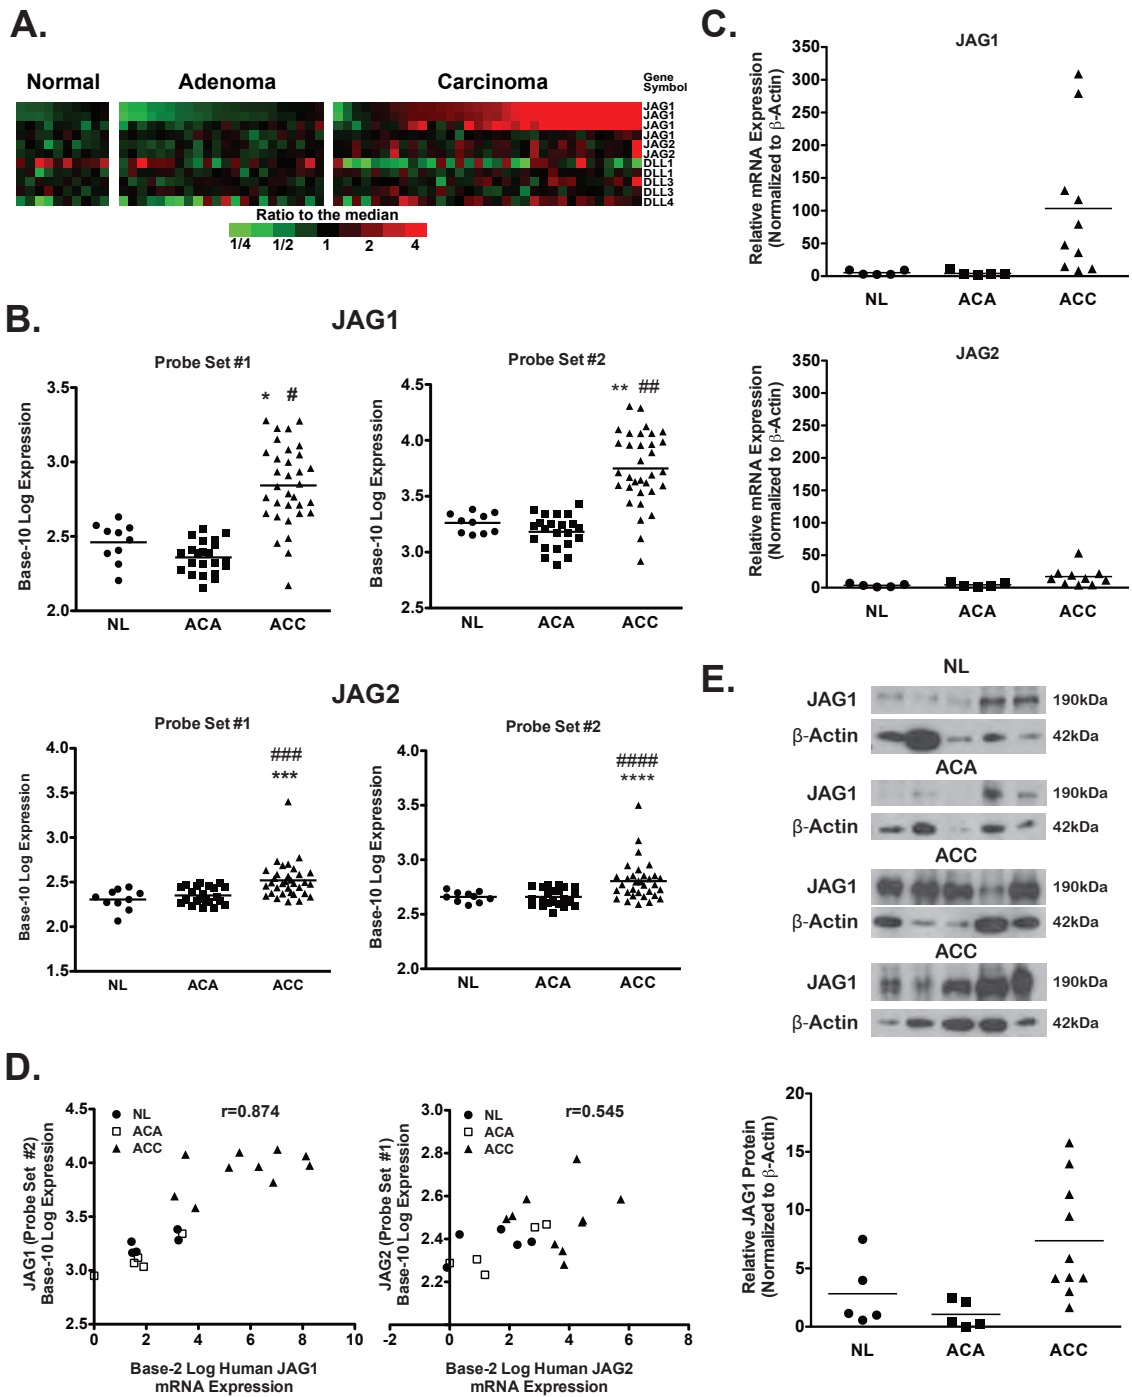 A.
Normal
Adenoma
Carcinoma
Gene
Symbol
JAG1
JAG1
JAG1
JAG1
JAG2
JAG2
DLL1
DLL1
DLL3
DLL3
DLL4
Ratio to the median
1/4 1/2 1 2 4
B.
JAG1
Probe Set #1
Base-10 Log Expression
3.5
3.0
2.5
2.0
* #
NL ACA ACC
Probe Set #2
Base-10 Log Expression
4.5
4.0
3.5
3.0
2.5
** ##
NL ACA ACC
JAG2
Probe Set #1
Base-10 Log Expression
4.0
3.5
3.0
2.5
2.0
1.5
###
***
NL ACA ACC
Probe Set #2
Base-10 Log Expression
4.0
3.5
3.0
2.5
2.0
####
****
NL ACA ACC
C.
JAG1
Relative mRNA Expression
(Normalized to β-Actin)
350
300
250
200
150
100
50
0
NL ACA ACC
JAG2
Relative mRNA Expression
(Normalized to β-Actin)
350
300
250
200
150
100
50
0
NL ACA ACC
D.
JAG1 (Probe Set #2)
Base-10 Log Expression
4.5
4.0
3.5
3.0
2.5
NL
ACA
ACC
r=0.874
0 2 4 6 8 10
Base-2 Log Human JAG1
mRNA Expression
JAG2 (Probe Set #1)
Base-10 Log Expression
3.0
2.8
2.6
2.4
2.2
NL
ACA
ACC
r=0.545
-2 0 2 4 6 8
Base-2 Log Human JAG2
mRNA Expression
E.
NL
JAG1 190kDa
β-Actin 42kDa
ACA
JAG1 190kDa
β-Actin 42kDa
ACC
JAG1 190kDa
β-Actin 42kDa
ACC
JAG1 190kDa
β-Actin 42kDa
Relative JAG1 Protein
(Normalized to β-Actin)
20
15
10
5
0
NL ACA ACC